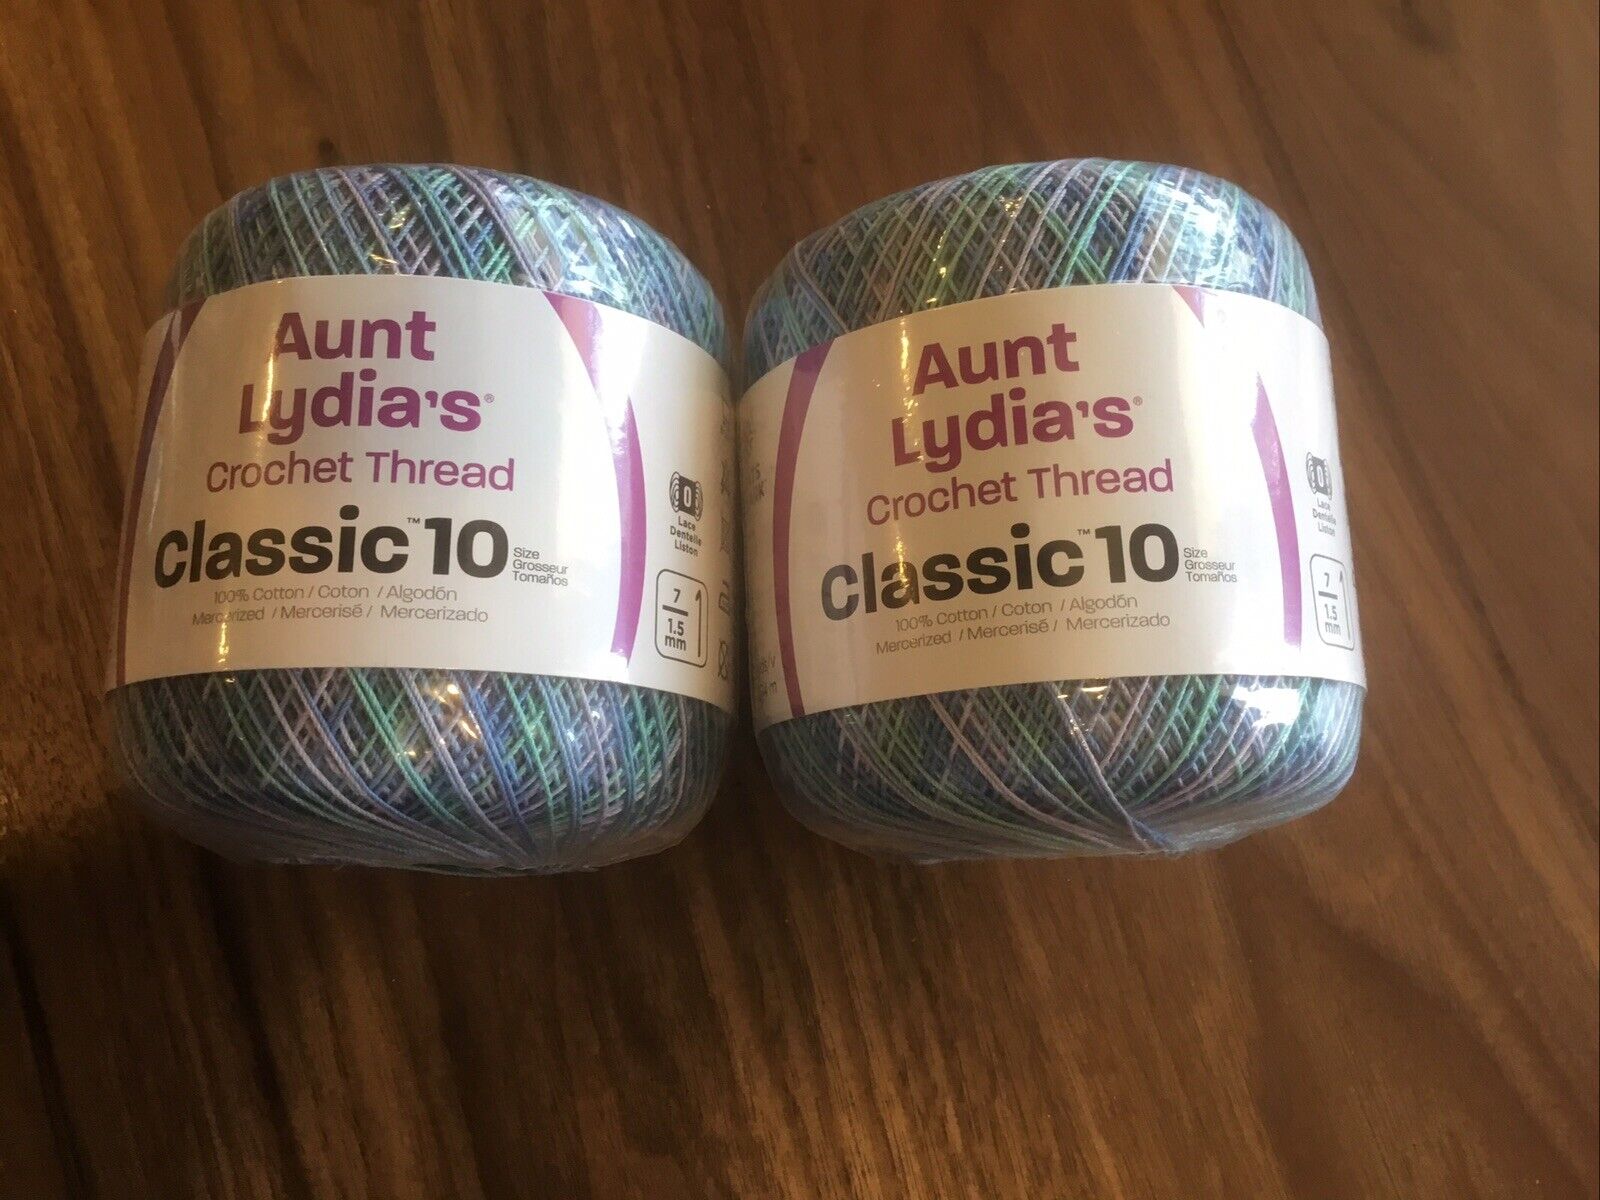 Aunt
Lydia's®
Crochet Thread
Classic™ 10
Size
Grosseur
Tomaños
100% Cotton / Coton / Algodón
Mercerized / Mercerisé / Mercerizado
0
Lace
Dentelle
Liston
7
1.5
mm
Aunt
Lydia's®
Crochet Thread
Classic™ 10
Size
Grosseur
Tomaños
100% Cotton / Coton / Algodón
Mercerized / Mercerisé / Mercerizado
0
Lace
Dentelle
Liston
7
1.5
mm